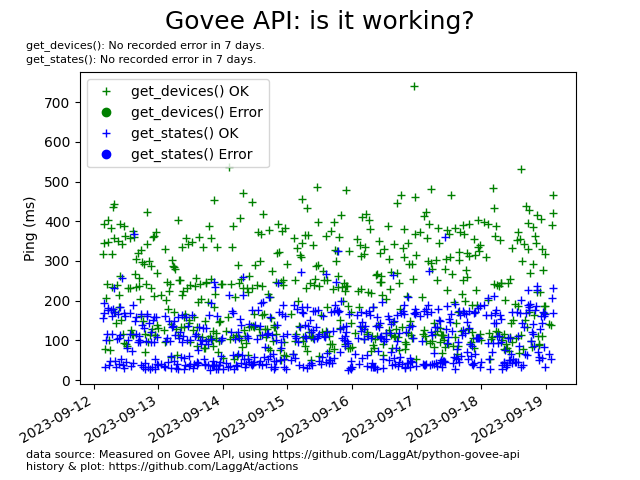 Govee API: is it working?
get_devices(): No recorded error in 7 days.
get_states(): No recorded error in 7 days.
get_devices() OK
get_devices() Error
get_states() OK
get_states() Error
Ping (ms)
700
600
500
400
300
200
100
0
2023-09-12
2023-09-13
2023-09-14
2023-09-15
2023-09-16
2023-09-17
2023-09-18
2023-09-19
data source: Measured on Govee API, using https://github.com/LaggAt/python-govee-api
history & plot: https://github.com/LaggAt/actions